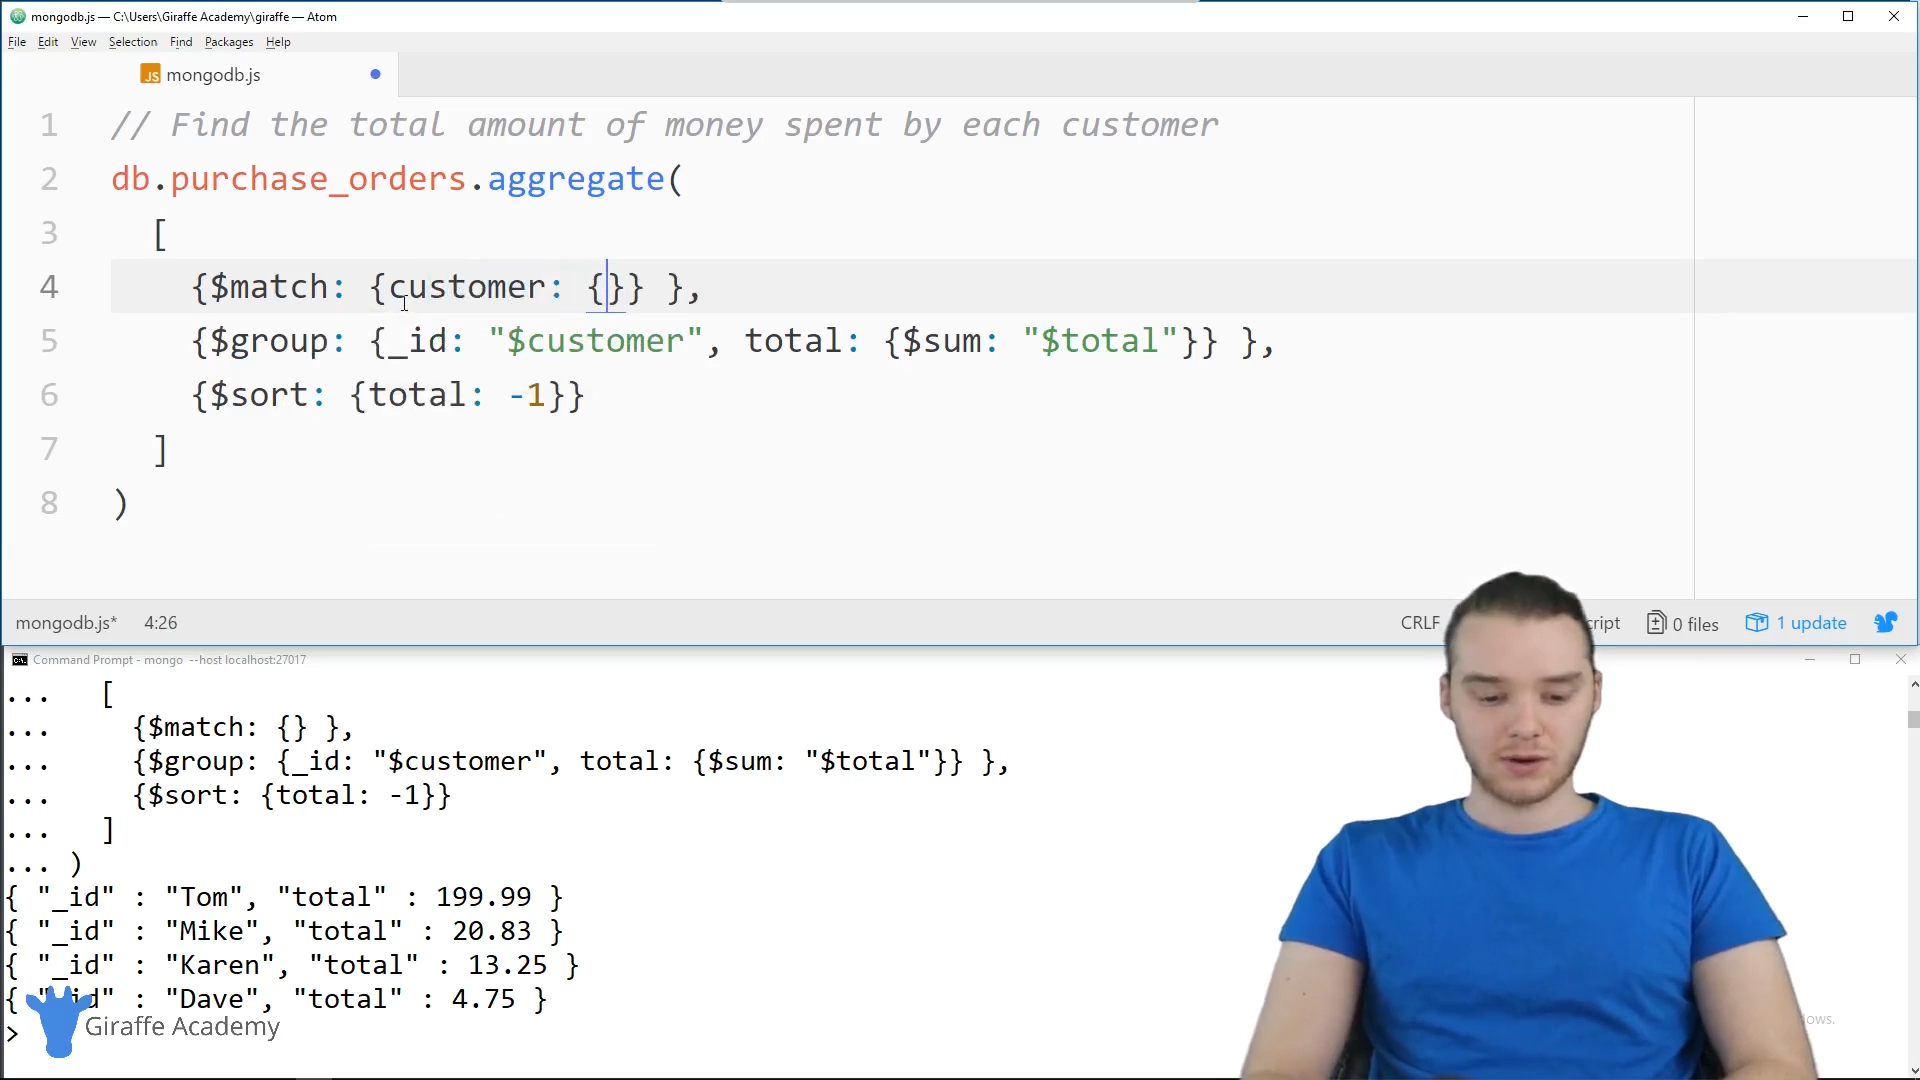 mongodb.js — C:\Users\Giraffe Academy\giraffe — Atom
File Edit View Selection Find Packages Help
JS mongodb.js
1 // Find the total amount of money spent by each customer
2 db.purchase_orders.aggregate(
3 [
4 {$match: {customer: {}} },
5 {$group: {_id: "$customer", total: {$sum: "$total"}} },
6 {$sort: {total: -1}}
7 ]
8 )
mongodb.js* 4:26 CRLF cript 0 files 1 update
Command Prompt - mongo --host localhost:27017
... [
... {$match: {} },
... {$group: {_id: "$customer", total: {$sum: "$total"}} },
... {$sort: {total: -1}}
... ]
... )
{ "_id" : "Tom", "total" : 199.99 }
{ "_id" : "Mike", "total" : 20.83 }
{ "_id" : "Karen", "total" : 13.25 }
{ "_id" : "Dave", "total" : 4.75 }
>
Giraffe Academy